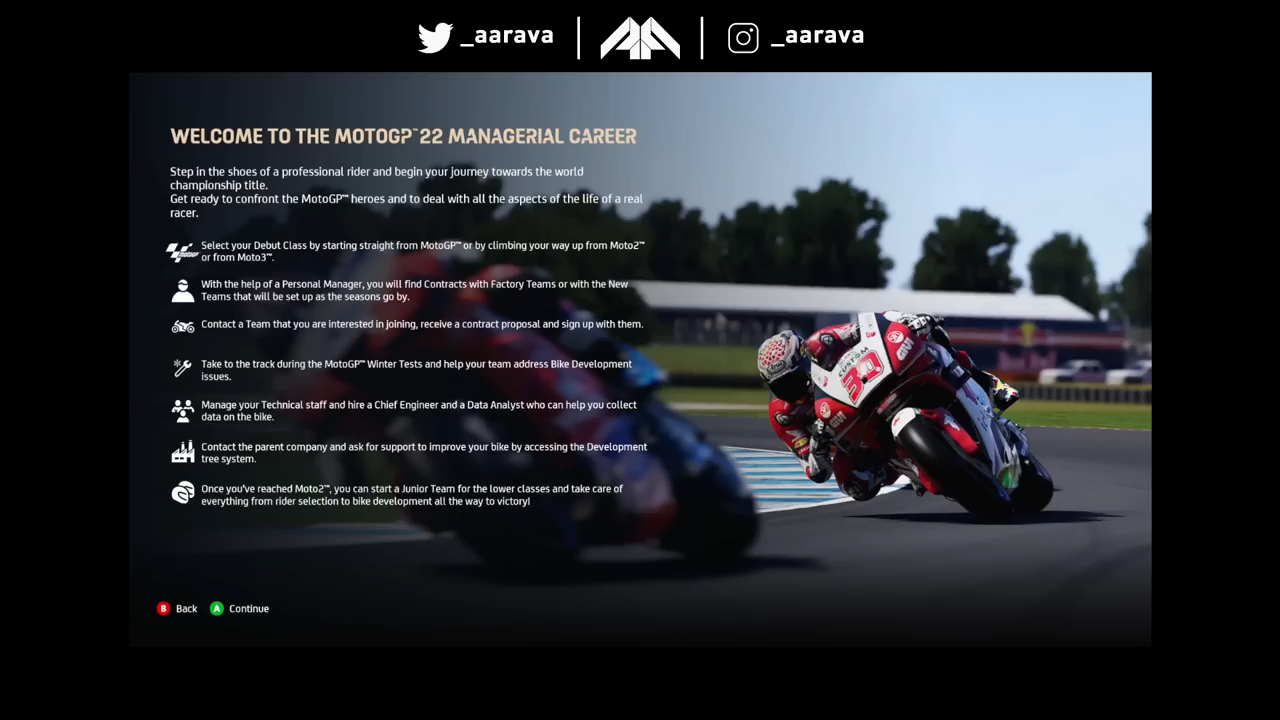 _aarava
_aarava
WELCOME TO THE MOTOGP™22 MANAGERIAL CAREER
Step in the shoes of a professional rider and begin your journey towards the world
championship title.
Get ready to confront the MotoGP™ heroes and to deal with all the aspects of the life of a real
racer.
Select your Debut Class by starting straight from MotoGP™ or by climbing your way up from Moto2™
or from Moto3™.
With the help of a Personal Manager, you will find Contracts with Factory Teams or with the New
Teams that will be set up as the seasons go by.
Contact a Team that you are interested in joining, receive a contract proposal and sign up with them.
Take to the track during the MotoGP™ Winter Tests and help your team address Bike Development
issues.
Manage your Technical staff and hire a Chief Engineer and a Data Analyst who can help you collect
data on the bike.
Contact the parent company and ask for support to improve your bike by accessing the Development
tree system.
Once you've reached Moto2™, you can start a Junior Team for the lower classes and take care of
everything from rider selection to bike development all the way to victory!
CUSTOM
30
GIVI
GIVI
B Back A Continue